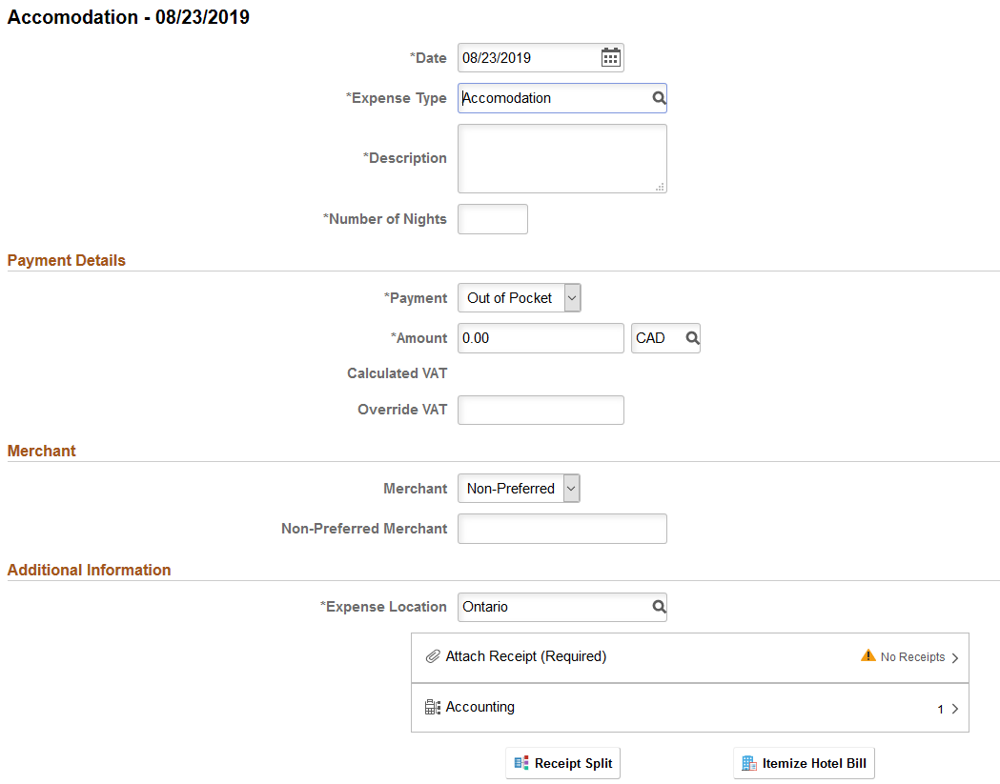 Accomodation - 08/23/2019
*Date 08/23/2019
*Expense Type Accomodation
*Description
*Number of Nights
Payment Details
*Payment Out of Pocket
*Amount 0.00 CAD
Calculated VAT
Override VAT
Merchant
Merchant Non-Preferred
Non-Preferred Merchant
Additional Information
*Expense Location Ontario
Attach Receipt (Required) No Receipts
Accounting 1
Receipt Split Itemize Hotel Bill